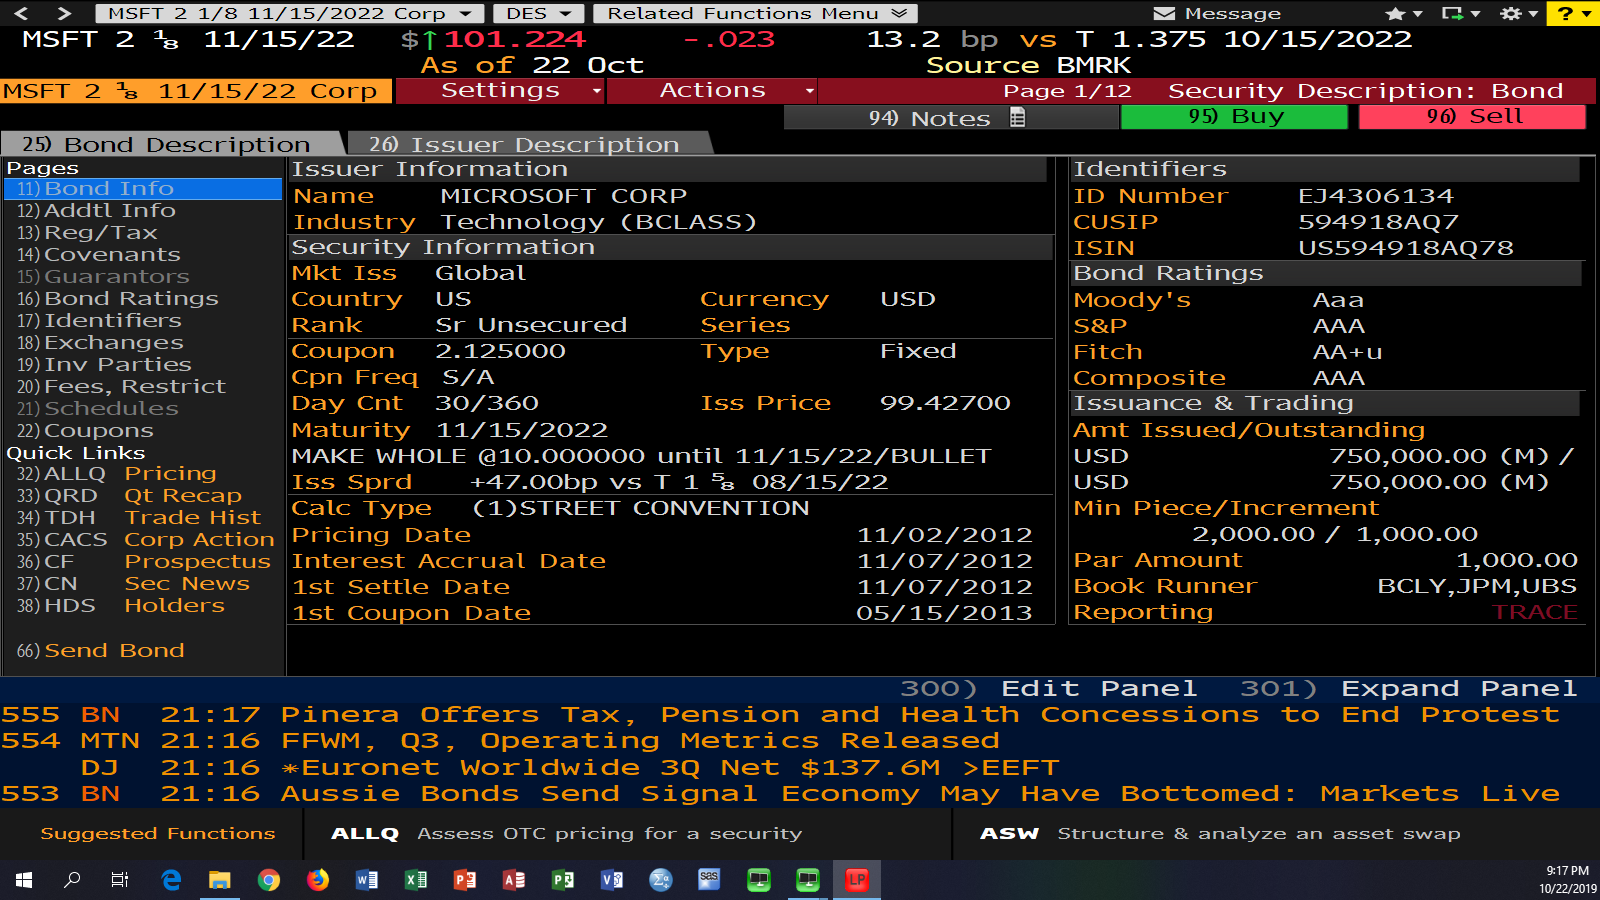 MSFT 2 1/8 11/15/2022 Corp DES Related Functions Menu Message ?
MSFT 2 ⅛ 11/15/22 $↑101.224 -.023 13.2 bp vs T 1.375 10/15/2022
As of 22 Oct Source BMRK
MSFT 2 ⅛ 11/15/22 Corp Settings Actions Page 1/12 Security Description: Bond
94) Notes 95) Buy 96) Sell
25) Bond Description 26) Issuer Description
Pages
11) Bond Info
12) Addtl Info
13) Reg/Tax
14) Covenants
15) Guarantors
16) Bond Ratings
17) Identifiers
18) Exchanges
19) Inv Parties
20) Fees, Restrict
21) Schedules
22) Coupons
Quick Links
32) ALLQ Pricing
33) QRD Qt Recap
34) TDH Trade Hist
35) CACS Corp Action
36) CF Prospectus
37) CN Sec News
38) HDS Holders
66) Send Bond
Issuer Information
Name MICROSOFT CORP
Industry Technology (BCLASS)
Security Information
Mkt Iss Global
Country US Currency USD
Rank Sr Unsecured Series
Coupon 2.125000 Type Fixed
Cpn Freq S/A
Day Cnt 30/360 Iss Price 99.42700
Maturity 11/15/2022
MAKE WHOLE @10.000000 until 11/15/22/BULLET
Iss Sprd +47.00bp vs T 1 ⅝ 08/15/22
Calc Type (1)STREET CONVENTION
Pricing Date 11/02/2012
Interest Accrual Date 11/07/2012
1st Settle Date 11/07/2012
1st Coupon Date 05/15/2013
Identifiers
ID Number EJ4306134
CUSIP 594918AQ7
ISIN US594918AQ78
Bond Ratings
Moody's Aaa
S&P AAA
Fitch AA+u
Composite AAA
Issuance & Trading
Amt Issued/Outstanding
USD 750,000.00 (M) /
USD 750,000.00 (M)
Min Piece/Increment
2,000.00 / 1,000.00
Par Amount 1,000.00
Book Runner BCLY,JPM,UBS
Reporting TRACE
300) Edit Panel 301) Expand Panel
555 BN 21:17 Pinera Offers Tax, Pension and Health Concessions to End Protest
554 MTN 21:16 FFWM, Q3, Operating Metrics Released
DJ 21:16 *Euronet Worldwide 3Q Net $137.6M >EEFT
553 BN 21:16 Aussie Bonds Send Signal Economy May Have Bottomed: Markets Live
Suggested Functions ALLQ Assess OTC pricing for a security ASW Structure & analyze an asset swap
sas LP
9:17 PM
10/22/2019